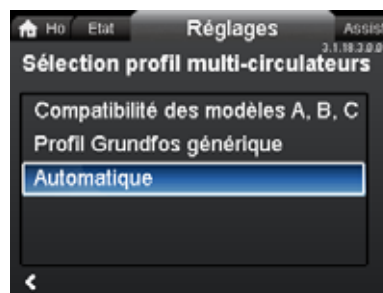 Ho Etat Réglages Assis
3.1.18.3.0.0
Sélection profil multi-circulateurs
Compatibilité des modèles A, B, C
Profil Grundfos générique
Automatique